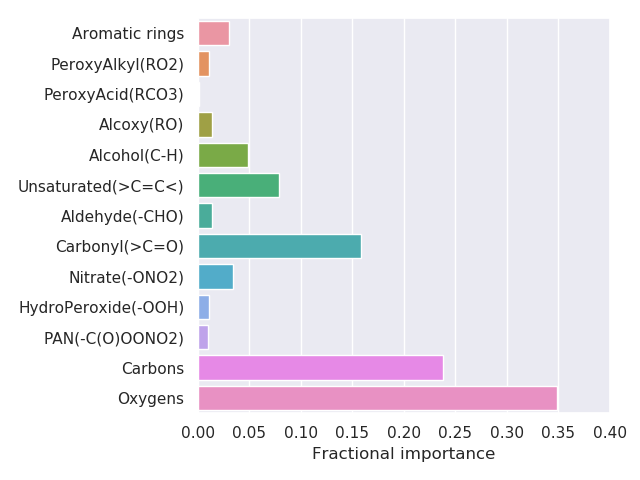 Aromatic rings
PeroxyAlkyl(RO2)
PeroxyAcid(RCO3)
Alcoxy(RO)
Alcohol(C-H)
Unsaturated(>C=C<)
Aldehyde(-CHO)
Carbonyl(>C=O)
Nitrate(-ONO2)
HydroPeroxide(-OOH)
PAN(-C(O)OONO2)
Carbons
Oxygens
0.00 0.05 0.10 0.15 0.20 0.25 0.30 0.35 0.40
Fractional importance